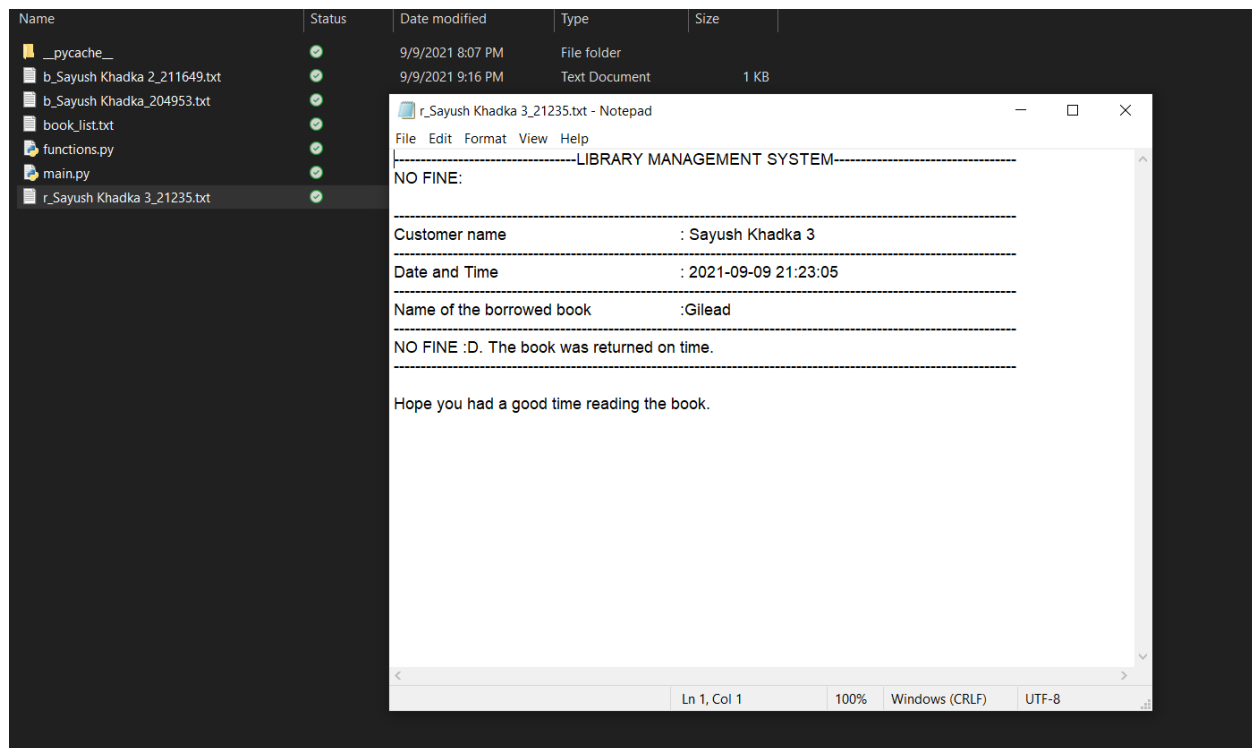 Name Status Date modified Type Size
__pycache__ 9/9/2021 8:07 PM File folder
b_Sayush Khadka 2_211649.txt 9/9/2021 9:16 PM Text Document 1 KB
b_Sayush Khadka_204953.txt
book_list.txt
functions.py
main.py
r_Sayush Khadka 3_21235.txt
r_Sayush Khadka 3_21235.txt - Notepad
File Edit Format View Help
----------------------------------LIBRARY MANAGEMENT SYSTEM----------------------------------
NO FINE:
--------------------------------------------------------------------------------------------------------------------
Customer name : Sayush Khadka 3
--------------------------------------------------------------------------------------------------------------------
Date and Time : 2021-09-09 21:23:05
--------------------------------------------------------------------------------------------------------------------
Name of the borrowed book :Gilead
--------------------------------------------------------------------------------------------------------------------
NO FINE :D. The book was returned on time.
--------------------------------------------------------------------------------------------------------------------
Hope you had a good time reading the book.
Ln 1, Col 1 100% Windows (CRLF) UTF-8